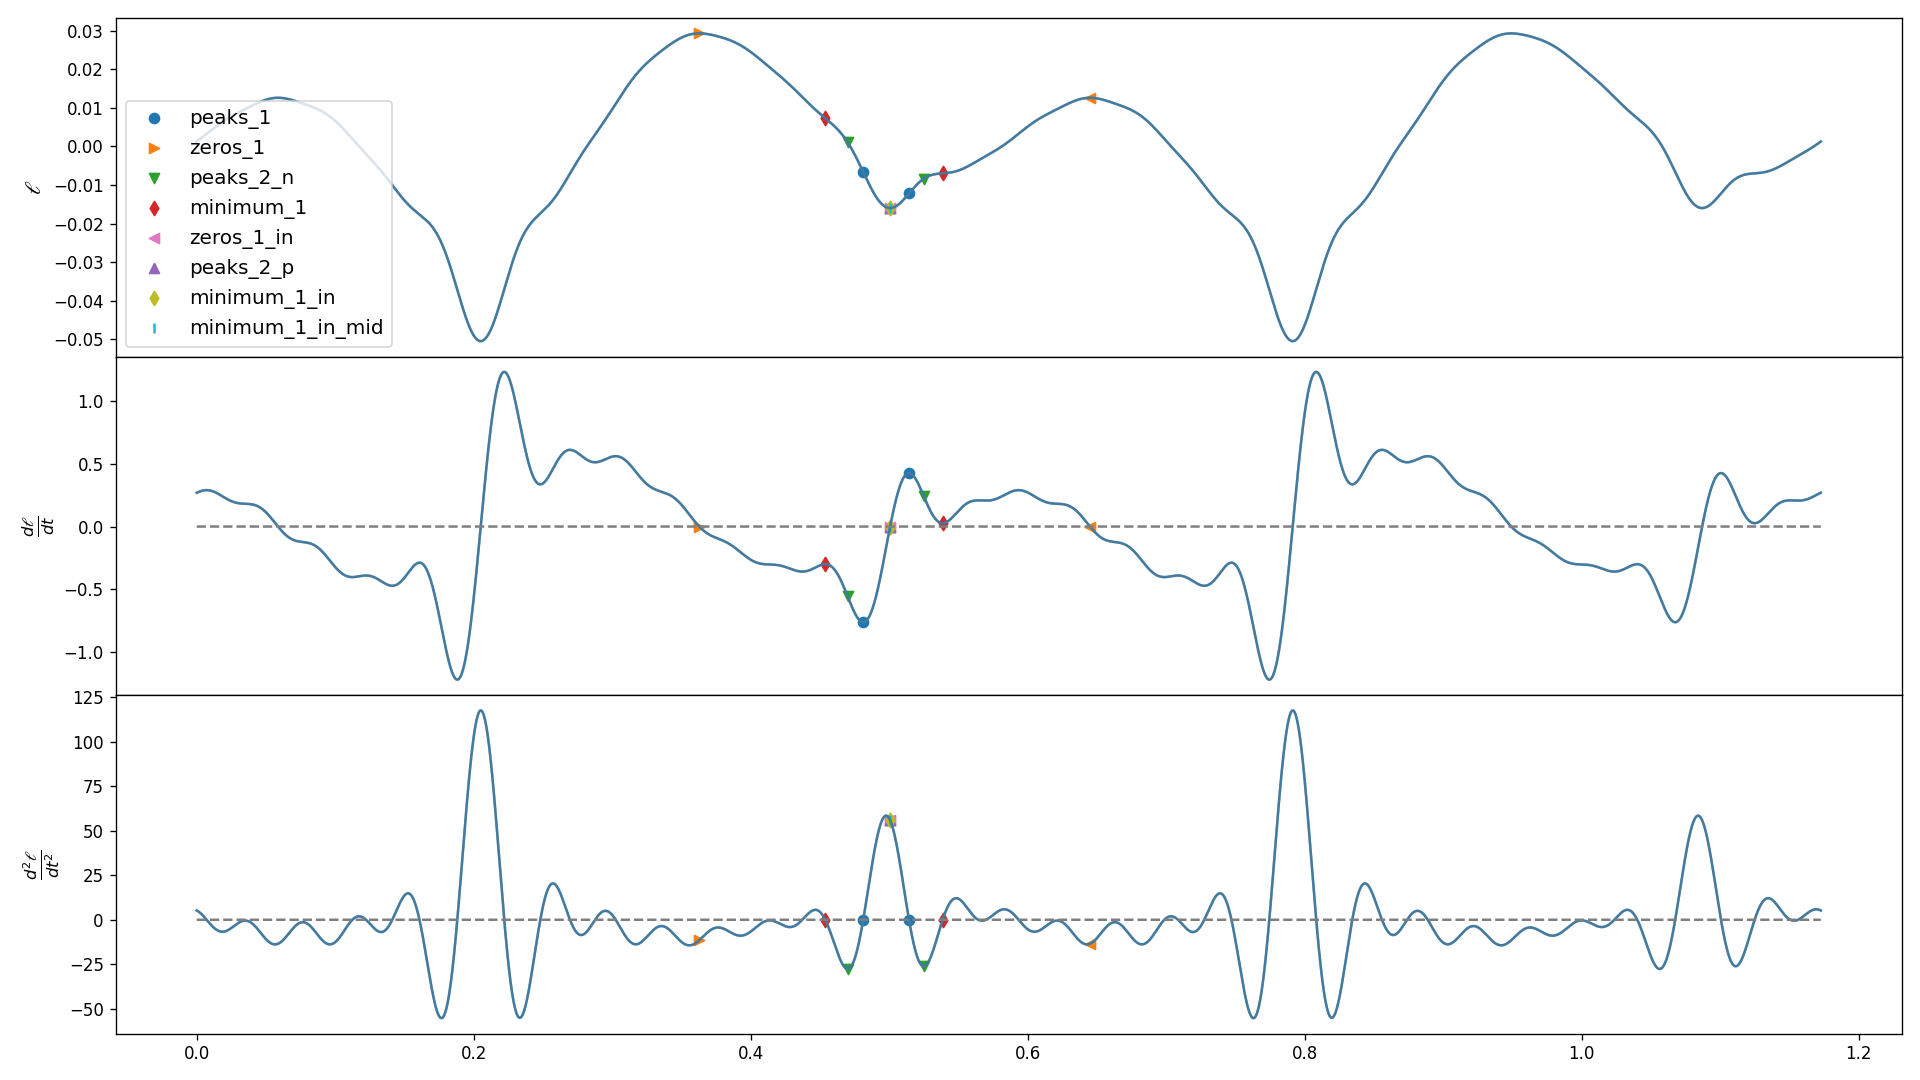 0.03
0.02
0.01
0.00
−0.01
−0.02
−0.03
−0.04
−0.05
ℓ
peaks_1
zeros_1
peaks_2_n
minimum_1
zeros_1_in
peaks_2_p
minimum_1_in
minimum_1_in_mid
1.0
0.5
0.0
−0.5
−1.0
dℓ
dt
125
100
75
50
25
0
−25
−50
d²ℓ
dt²
0.0 0.2 0.4 0.6 0.8 1.0 1.2